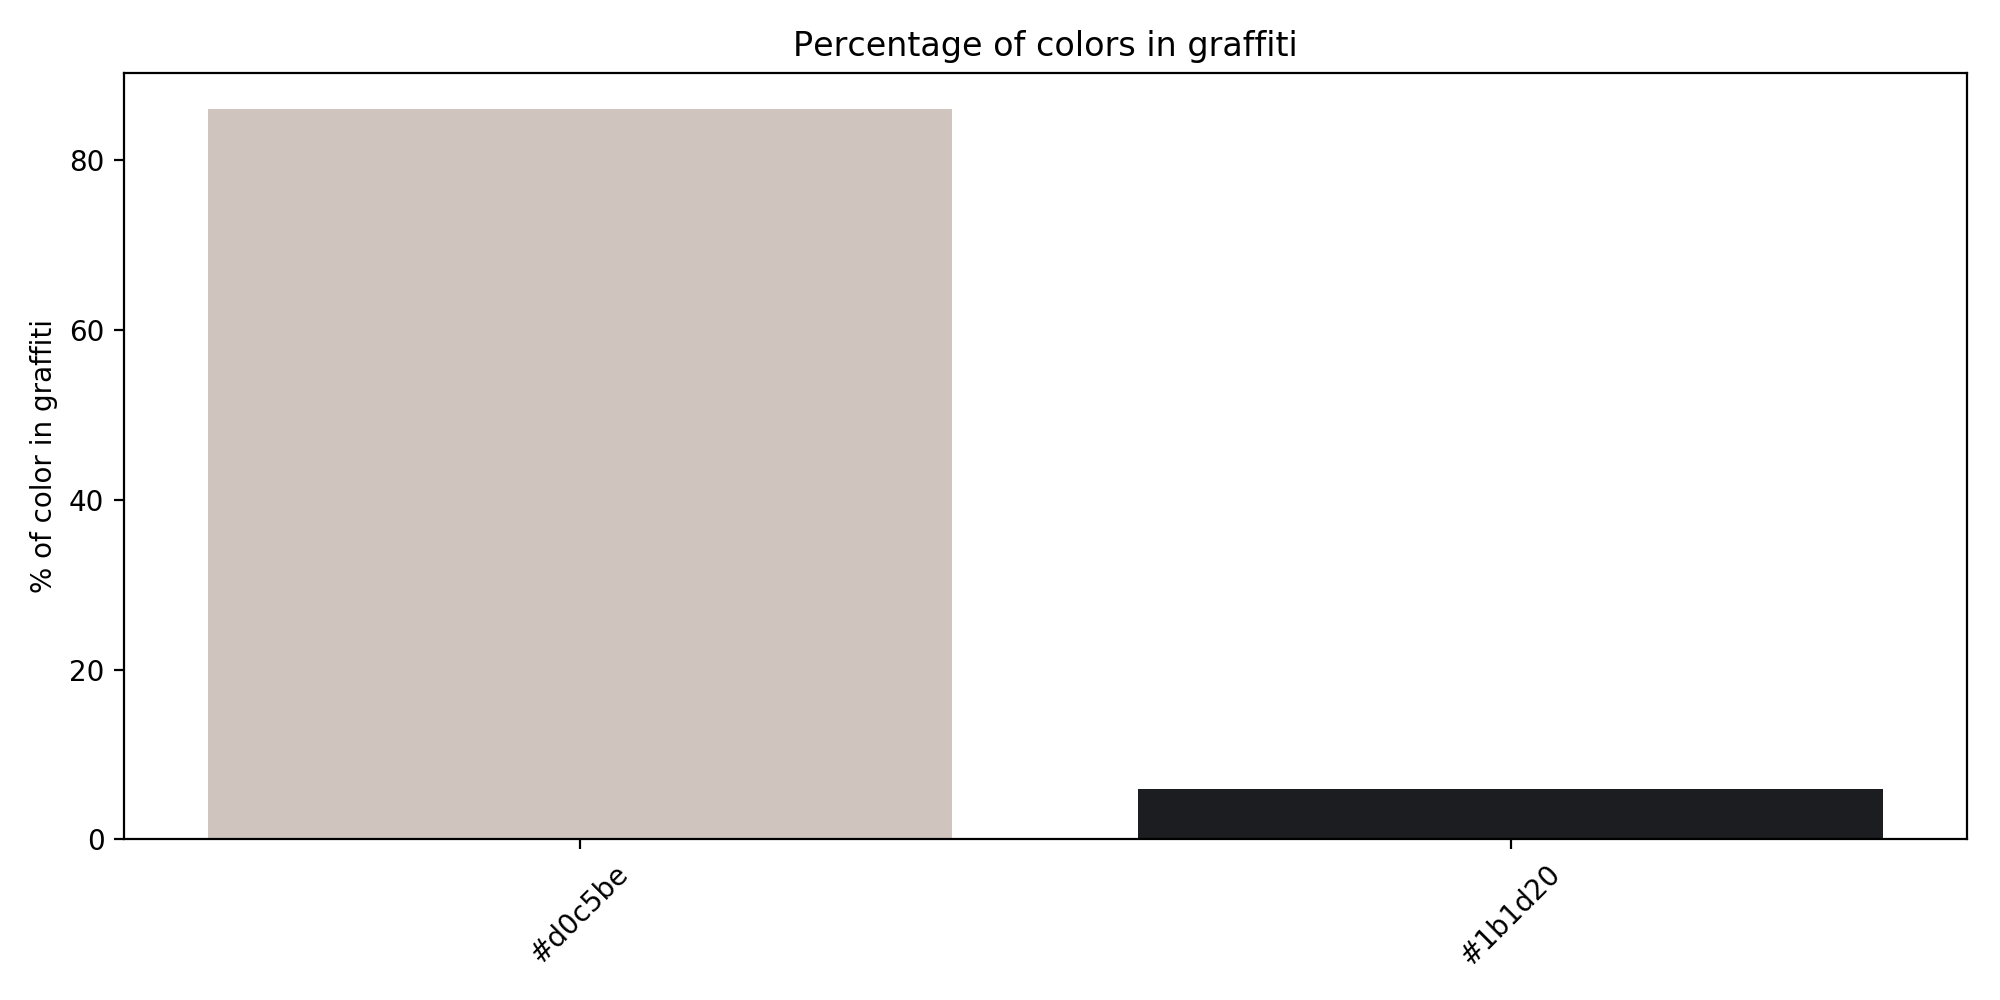 Percentage of colors in graffiti
% of color in graffiti
80
60
40
20
0
#d0c5be
#1b1d20